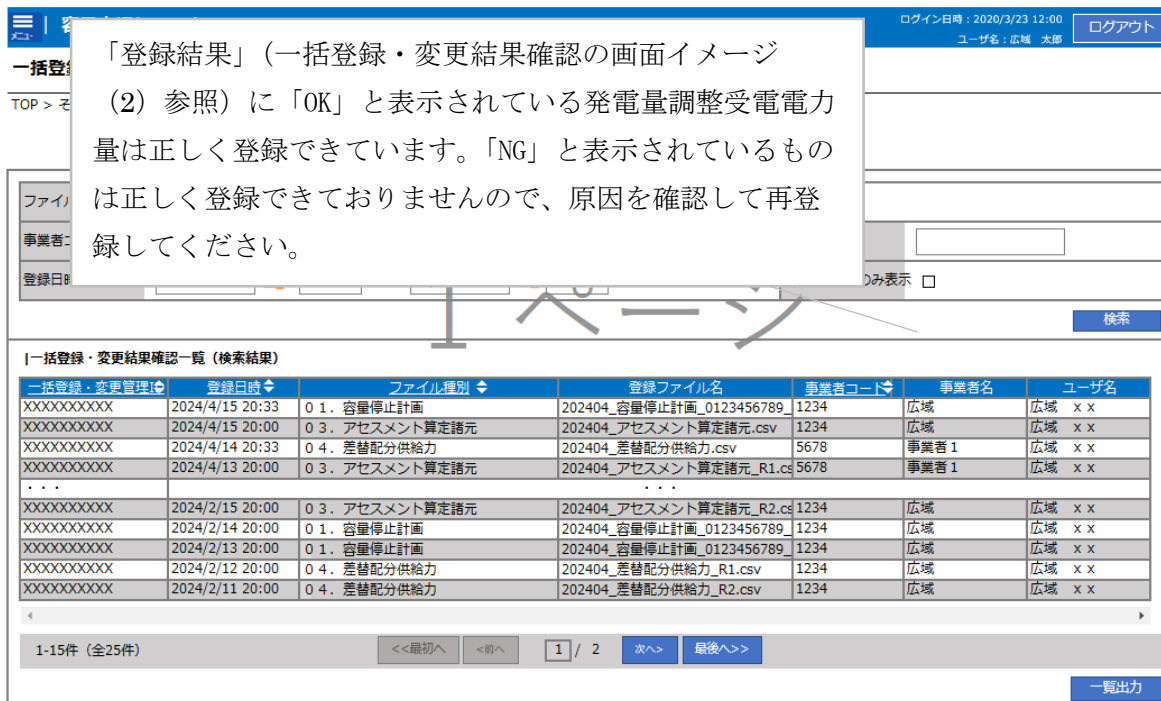 メニュー
ログイン日時：2020/3/23 12:00
ユーザ名：広域 太郎
ログアウト
一括登
TOP > そ
「登録結果」（一括登録・変更結果確認の画面イメージ
（2）参照）に「OK」と表示されている発電量調整受電電力
量は正しく登録できています。「NG」と表示されているもの
は正しく登録できておりませんので、原因を確認して再登
録してください。
ファイル
事業者コ
登録日時
のみ表示
検索
1 ページ
|一括登録・変更結果確認一覧（検索結果）
一括登録・変更管理ID 登録日時 ファイル種別 登録ファイル名 事業者コード 事業者名 ユーザ名
XXXXXXXXXX 2024/4/15 20:33 ０１．容量停止計画 202404_容量停止計画_0123456789_ 1234 広域 広域 ｘｘ
XXXXXXXXXX 2024/4/15 20:00 ０３．アセスメント算定諸元 202404_アセスメント算定諸元.csv 1234 広域 広域 ｘｘ
XXXXXXXXXX 2024/4/14 20:33 ０４．差替配分供給力 202404_差替配分供給力.csv 5678 事業者１ 広域 ｘｘ
XXXXXXXXXX 2024/4/13 20:00 ０３．アセスメント算定諸元 202404_アセスメント算定諸元_R1.cs 5678 事業者１ 広域 ｘｘ
・・・ ・・・
XXXXXXXXXX 2024/2/15 20:00 ０３．アセスメント算定諸元 202404_アセスメント算定諸元_R2.cs 1234 広域 広域 ｘｘ
XXXXXXXXXX 2024/2/14 20:00 ０１．容量停止計画 202404_容量停止計画_0123456789_ 1234 広域 広域 ｘｘ
XXXXXXXXXX 2024/2/13 20:00 ０１．容量停止計画 202404_容量停止計画_0123456789_ 1234 広域 広域 ｘｘ
XXXXXXXXXX 2024/2/12 20:00 ０４．差替配分供給力 202404_差替配分供給力_R1.csv 1234 広域 広域 ｘｘ
XXXXXXXXXX 2024/2/11 20:00 ０４．差替配分供給力 202404_差替配分供給力_R2.csv 1234 広域 広域 ｘｘ
1-15件（全25件） <<最初へ <前へ 1 / 2 次へ> 最後へ>>
一覧出力